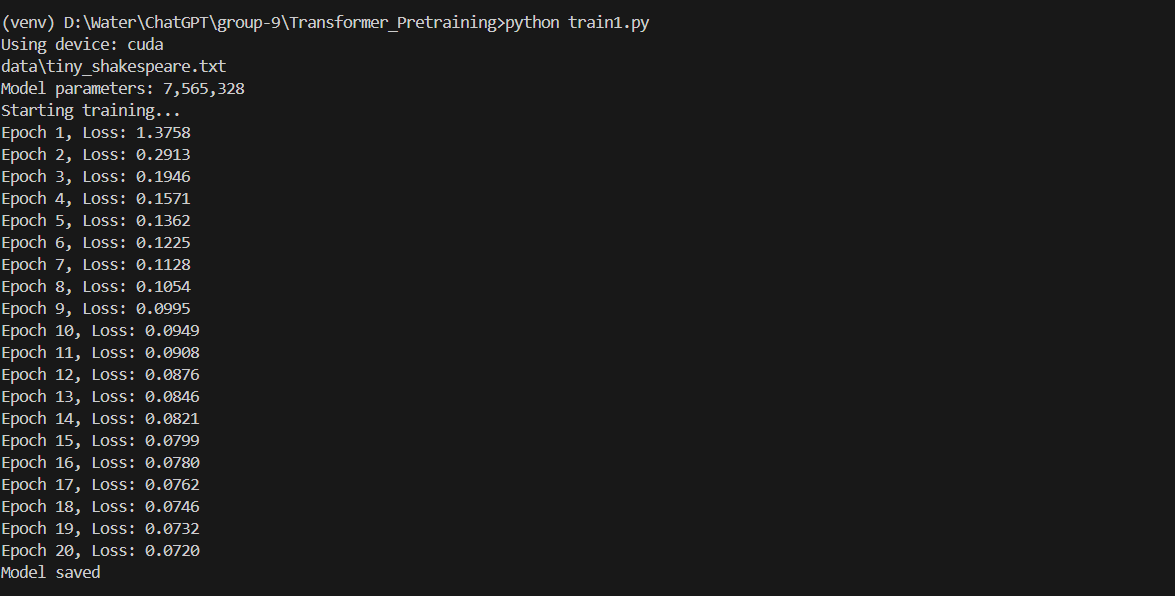 (venv) D:\Water\ChatGPT\group-9\Transformer_Pretraining>python train1.py
Using device: cuda
data\tiny_shakespeare.txt
Model parameters: 7,565,328
Starting training...
Epoch 1, Loss: 1.3758
Epoch 2, Loss: 0.2913
Epoch 3, Loss: 0.1946
Epoch 4, Loss: 0.1571
Epoch 5, Loss: 0.1362
Epoch 6, Loss: 0.1225
Epoch 7, Loss: 0.1128
Epoch 8, Loss: 0.1054
Epoch 9, Loss: 0.0995
Epoch 10, Loss: 0.0949
Epoch 11, Loss: 0.0908
Epoch 12, Loss: 0.0876
Epoch 13, Loss: 0.0846
Epoch 14, Loss: 0.0821
Epoch 15, Loss: 0.0799
Epoch 16, Loss: 0.0780
Epoch 17, Loss: 0.0762
Epoch 18, Loss: 0.0746
Epoch 19, Loss: 0.0732
Epoch 20, Loss: 0.0720
Model saved